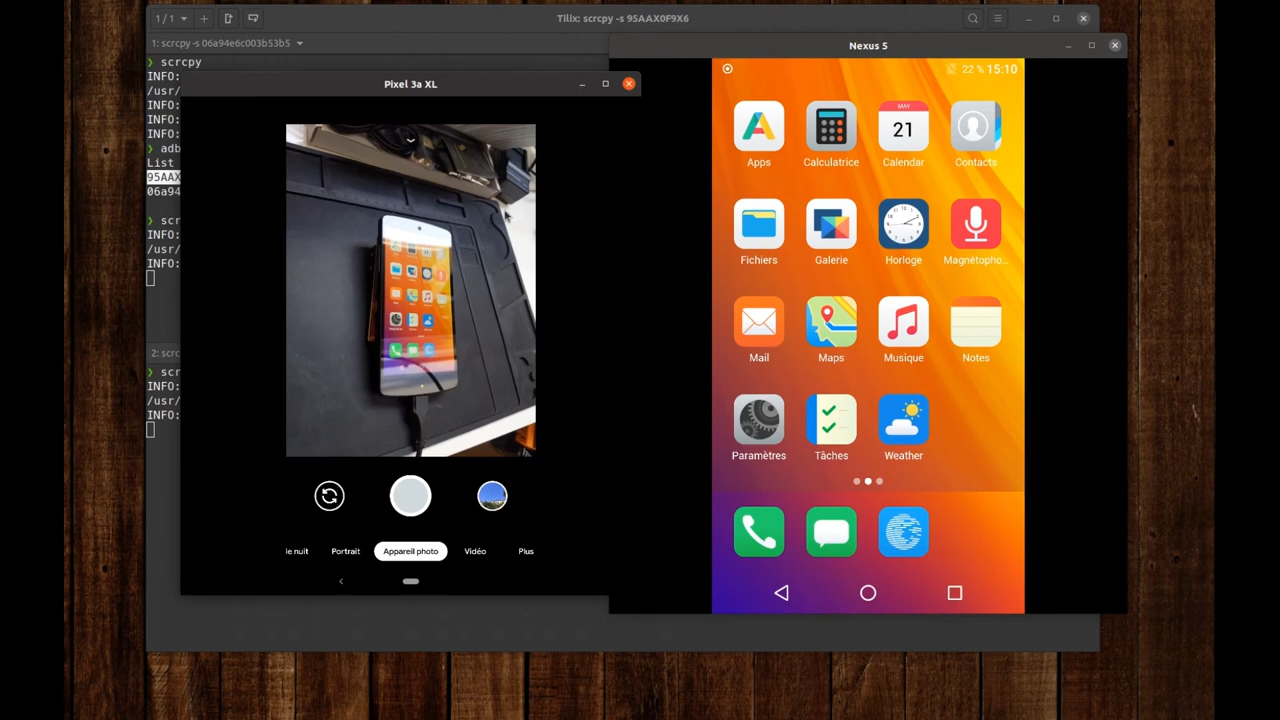 1 / 1
Tilix: scrcpy -s 95AAX0F9X6
1: scrcpy -s 06a94e6c003b53b5
❯ scrcpy
INFO:
/usr/
INFO:
INFO:
INFO:
❯ adb
List
95AAX
06a94
❯ scr
INFO:
/usr/
INFO:
2: scrc
❯ scr
INFO:
/usr/
INFO:
Pixel 3a XL
le nuit
Portrait
Appareil photo
Vidéo
Plus
Nexus 5
22 % 15:10
MAY
21
Apps
Calculatrice
Calendar
Contacts
Fichiers
Galerie
Horloge
Magnétopho...
Mail
Maps
Musique
Notes
Paramètres
Tâches
Weather